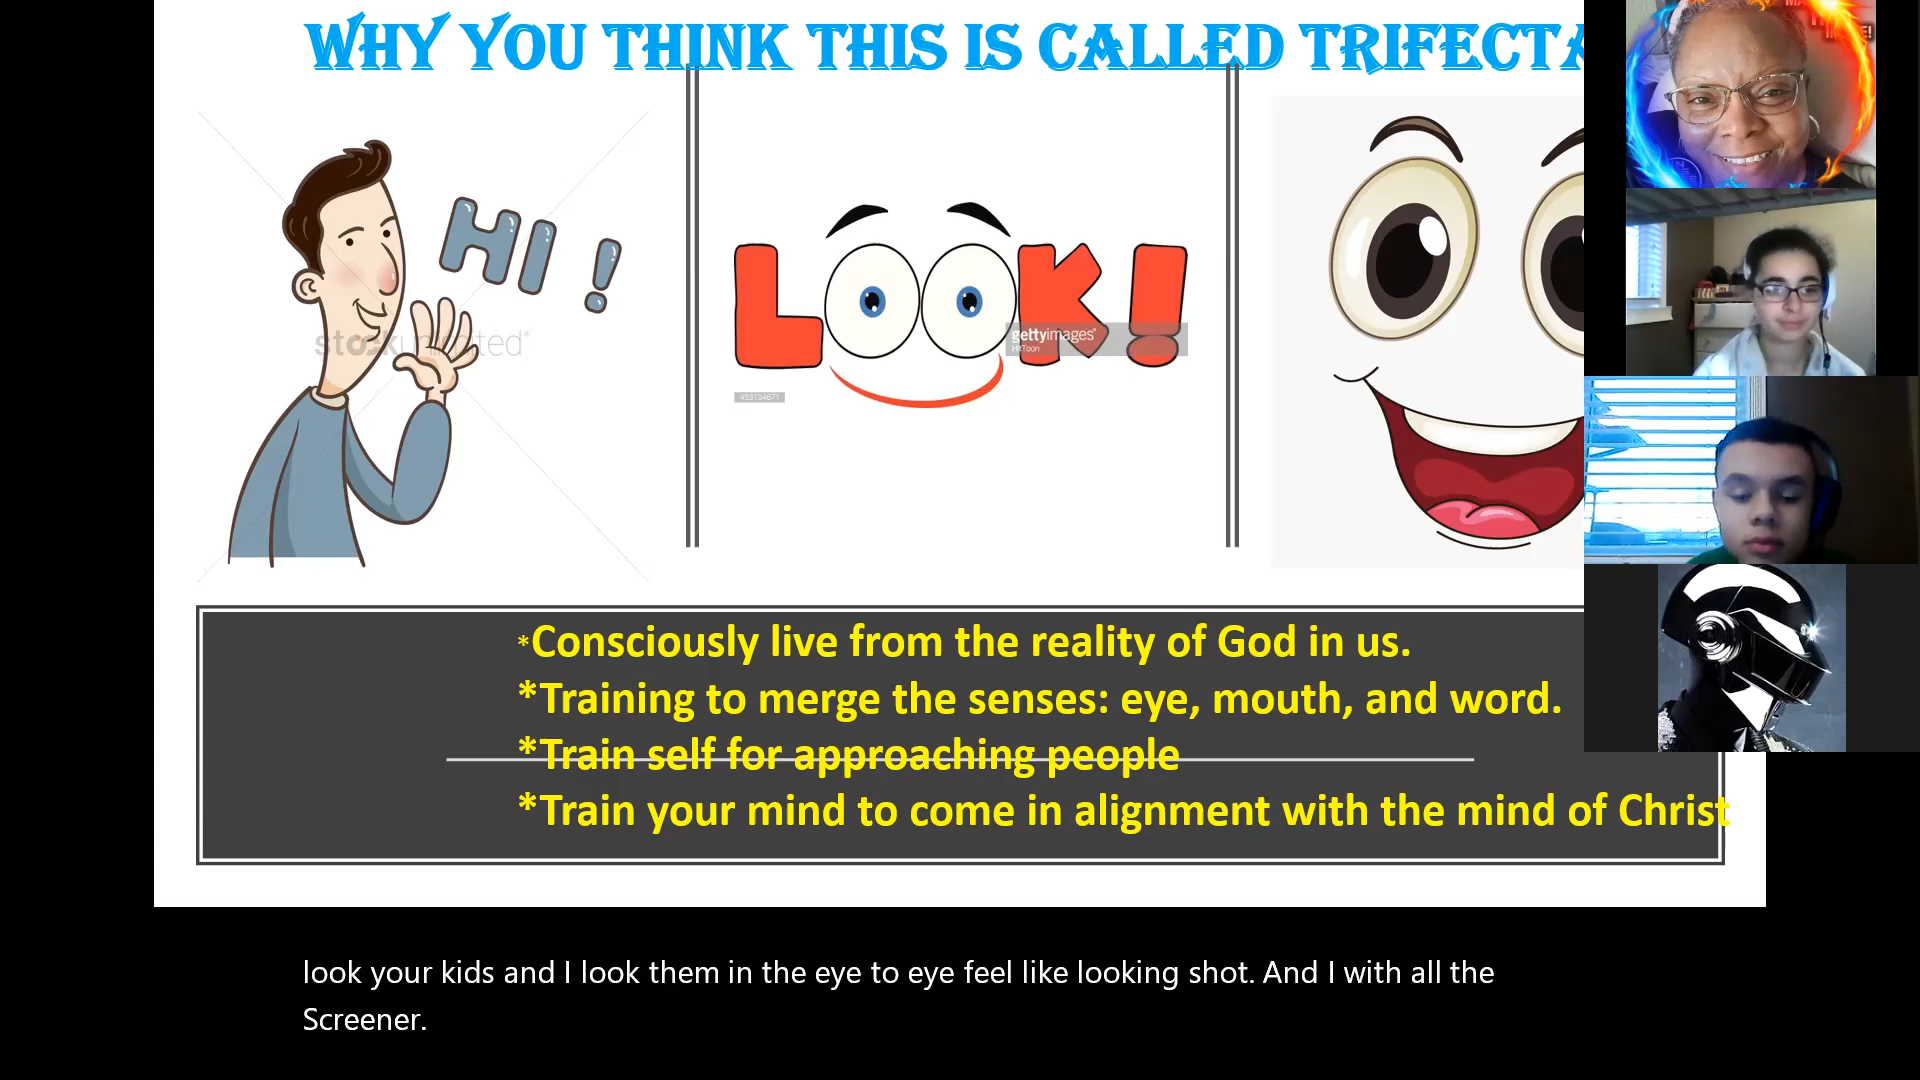 WHY YOU THINK THIS IS CALLED TRIFECTA
HI !
stockunlimited
LOOK!
gettyimages
HitToon
453134671
*Consciously live from the reality of God in us.
*Training to merge the senses: eye, mouth, and word.
*Train self for approaching people
*Train your mind to come in alignment with the mind of Christ
look your kids and I look them in the eye to eye feel like looking shot. And I with all the
Screener.